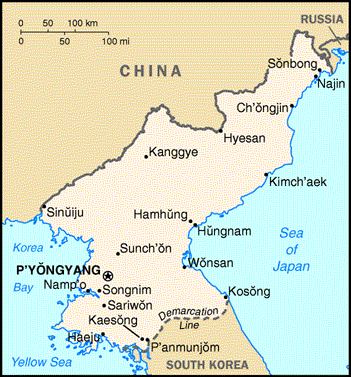 0 50 100 km
0 50 100 mi
RUSSIA
CHINA
Sŏnbong
Najin
Ch'ŏngjin
Hyesan
Kanggye
Kimch'aek
Sinŭiju
Hamhŭng
Hŭngnam
Sea
of
Japan
Korea
Bay
Sunch'ŏn
Wŏnsan
P'YŎNGYANG
Namp'o
Songnim
Kosŏng
Sariwŏn
Demarcation
Line
Kaesŏng
Haeju
P'anmunjŏm
Yellow Sea
SOUTH KOREA